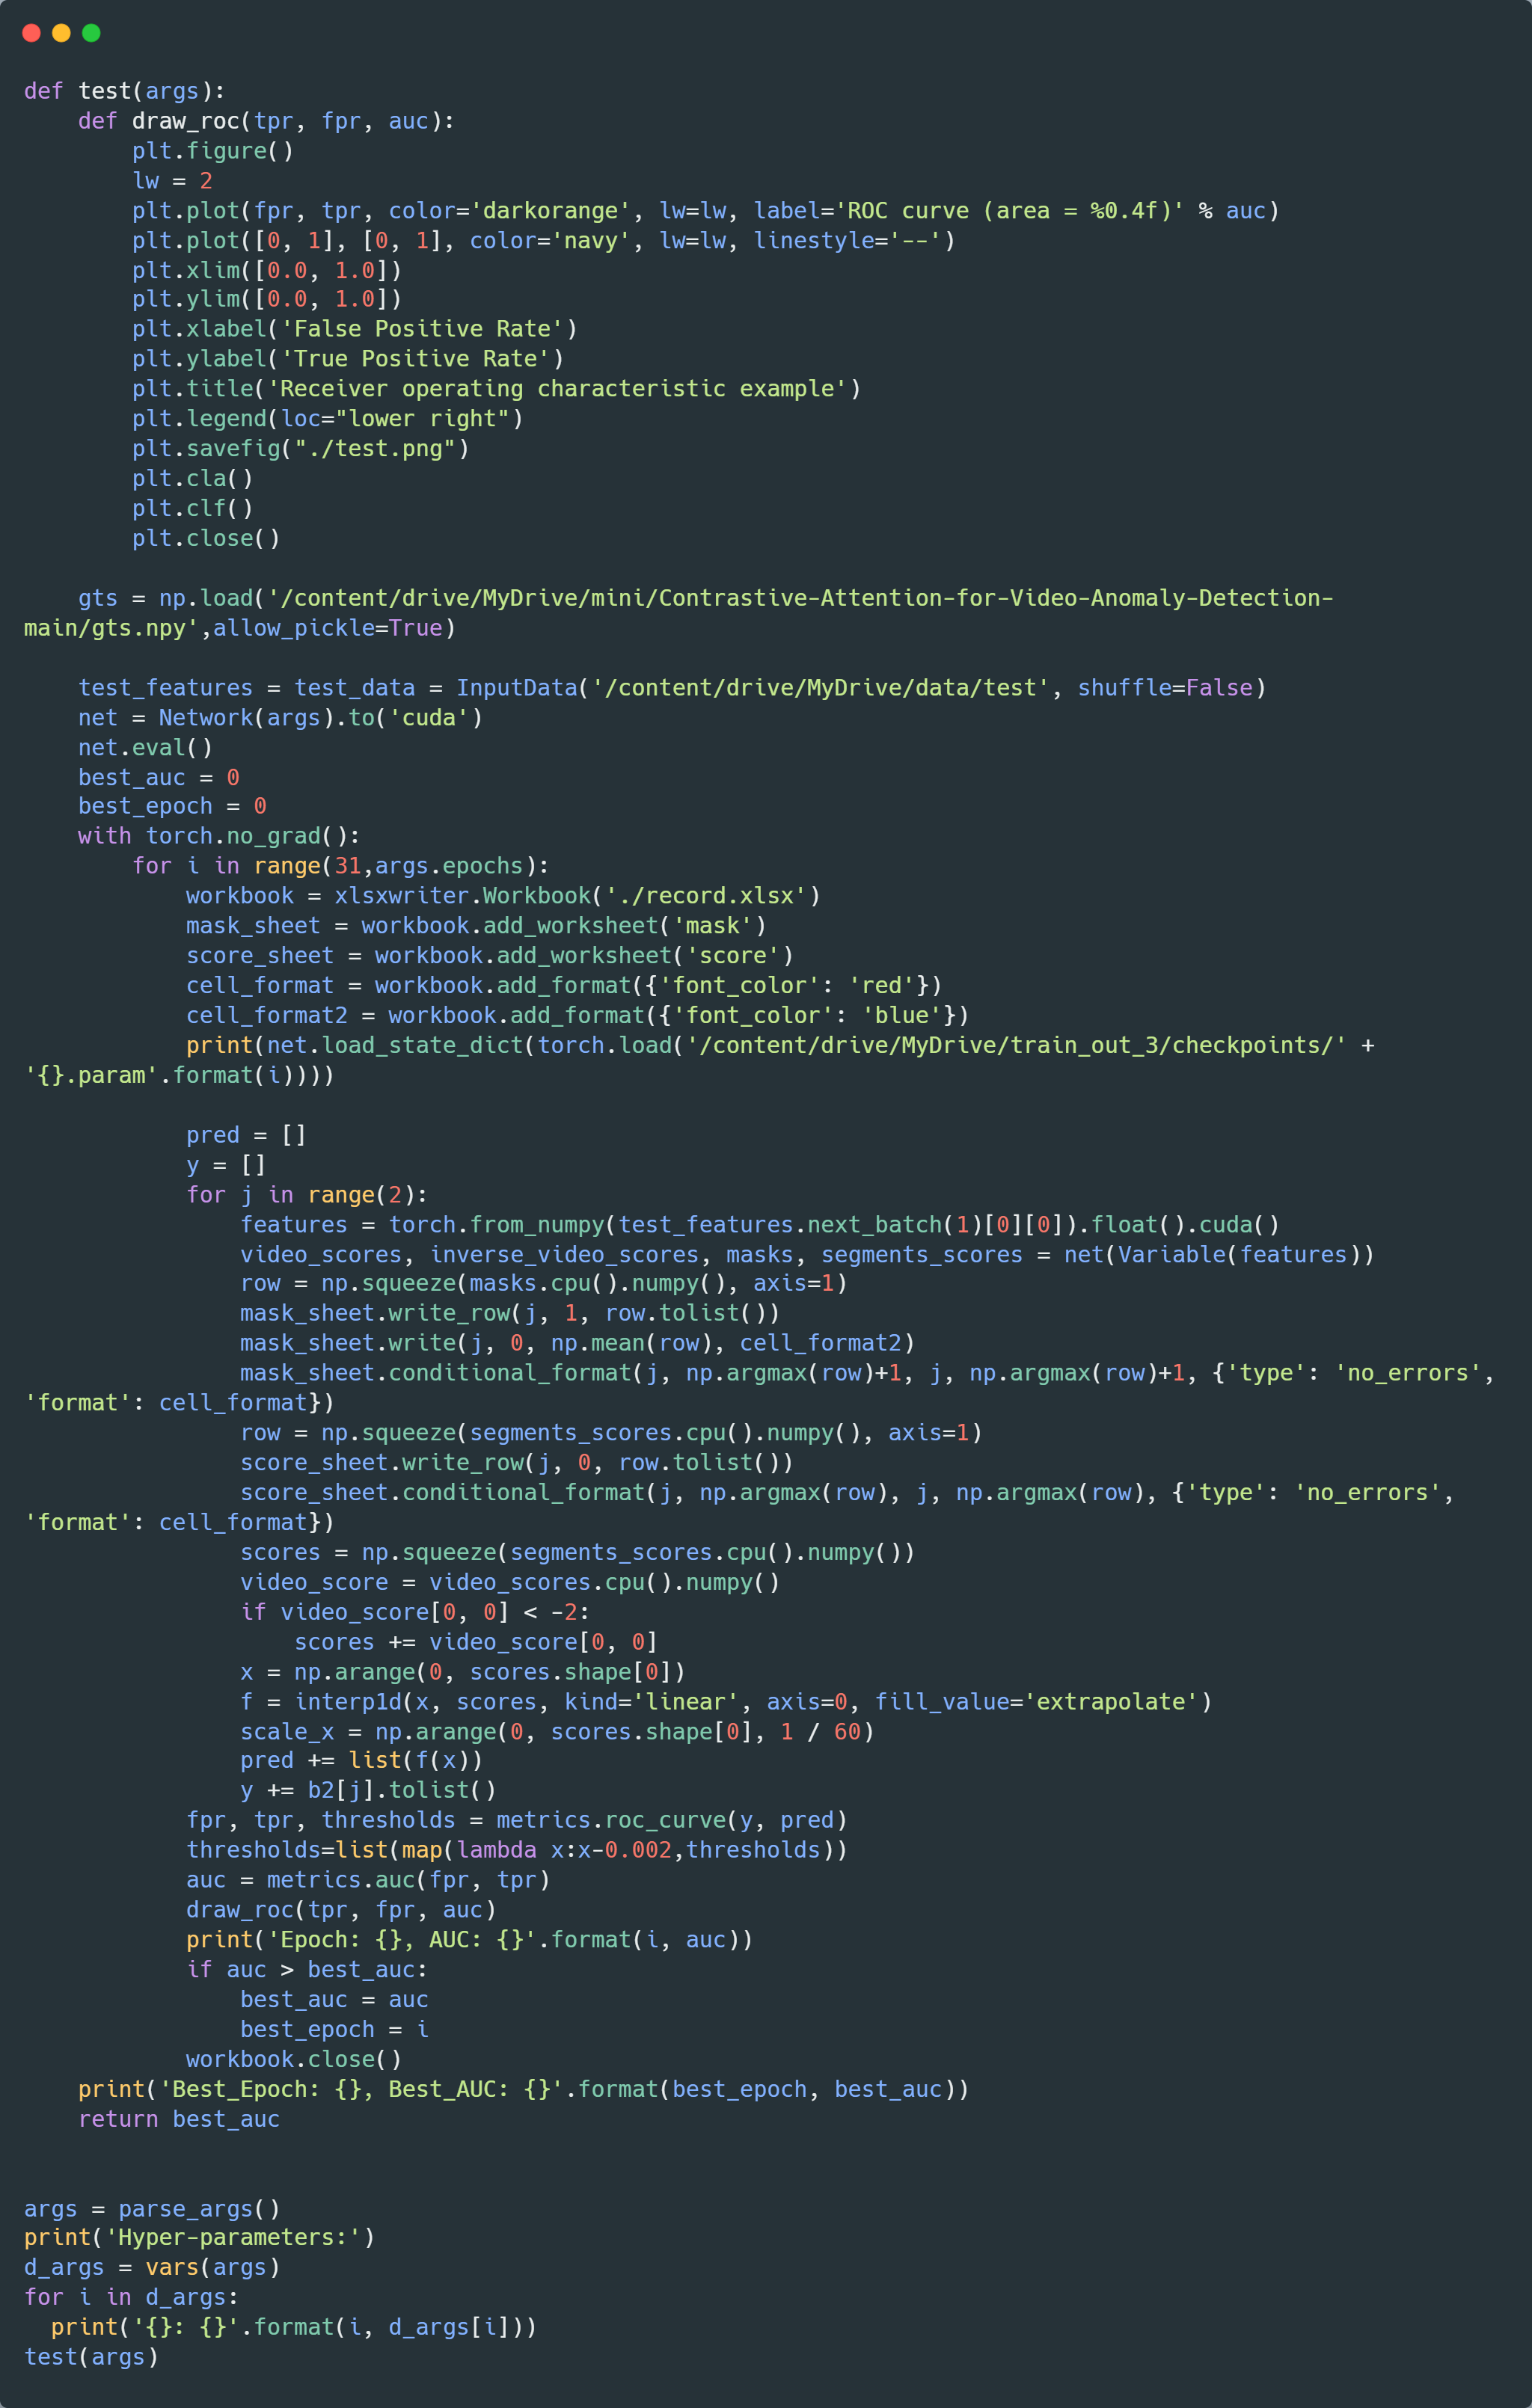 def test(args):
    def draw_roc(tpr, fpr, auc):
        plt.figure()
        lw = 2
        plt.plot(fpr, tpr, color='darkorange', lw=lw, label='ROC curve (area = %0.4f)' % auc)
        plt.plot([0, 1], [0, 1], color='navy', lw=lw, linestyle='--')
        plt.xlim([0.0, 1.0])
        plt.ylim([0.0, 1.0])
        plt.xlabel('False Positive Rate')
        plt.ylabel('True Positive Rate')
        plt.title('Receiver operating characteristic example')
        plt.legend(loc="lower right")
        plt.savefig("./test.png")
        plt.cla()
        plt.clf()
        plt.close()

    gts = np.load('/content/drive/MyDrive/mini/Contrastive-Attention-for-Video-Anomaly-Detection-
main/gts.npy',allow_pickle=True)

    test_features = test_data = InputData('/content/drive/MyDrive/data/test', shuffle=False)
    net = Network(args).to('cuda')
    net.eval()
    best_auc = 0
    best_epoch = 0
    with torch.no_grad():
        for i in range(31,args.epochs):
            workbook = xlsxwriter.Workbook('./record.xlsx')
            mask_sheet = workbook.add_worksheet('mask')
            score_sheet = workbook.add_worksheet('score')
            cell_format = workbook.add_format({'font_color': 'red'})
            cell_format2 = workbook.add_format({'font_color': 'blue'})
            print(net.load_state_dict(torch.load('/content/drive/MyDrive/train_out_3/checkpoints/' +
'{}.param'.format(i))))

            pred = []
            y = []
            for j in range(2):
                features = torch.from_numpy(test_features.next_batch(1)[0][0]).float().cuda()
                video_scores, inverse_video_scores, masks, segments_scores = net(Variable(features))
                row = np.squeeze(masks.cpu().numpy(), axis=1)
                mask_sheet.write_row(j, 1, row.tolist())
                mask_sheet.write(j, 0, np.mean(row), cell_format2)
                mask_sheet.conditional_format(j, np.argmax(row)+1, j, np.argmax(row)+1, {'type': 'no_errors',
'format': cell_format})
                row = np.squeeze(segments_scores.cpu().numpy(), axis=1)
                score_sheet.write_row(j, 0, row.tolist())
                score_sheet.conditional_format(j, np.argmax(row), j, np.argmax(row), {'type': 'no_errors',
'format': cell_format})
                scores = np.squeeze(segments_scores.cpu().numpy())
                video_score = video_scores.cpu().numpy()
                if video_score[0, 0] < -2:
                    scores += video_score[0, 0]
                x = np.arange(0, scores.shape[0])
                f = interp1d(x, scores, kind='linear', axis=0, fill_value='extrapolate')
                scale_x = np.arange(0, scores.shape[0], 1 / 60)
                pred += list(f(x))
                y += b2[j].tolist()
            fpr, tpr, thresholds = metrics.roc_curve(y, pred)
            thresholds=list(map(lambda x:x-0.002,thresholds))
            auc = metrics.auc(fpr, tpr)
            draw_roc(tpr, fpr, auc)
            print('Epoch: {}, AUC: {}'.format(i, auc))
            if auc > best_auc:
                best_auc = auc
                best_epoch = i
            workbook.close()
    print('Best_Epoch: {}, Best_AUC: {}'.format(best_epoch, best_auc))
    return best_auc


args = parse_args()
print('Hyper-parameters:')
d_args = vars(args)
for i in d_args:
  print('{}: {}'.format(i, d_args[i]))
test(args)